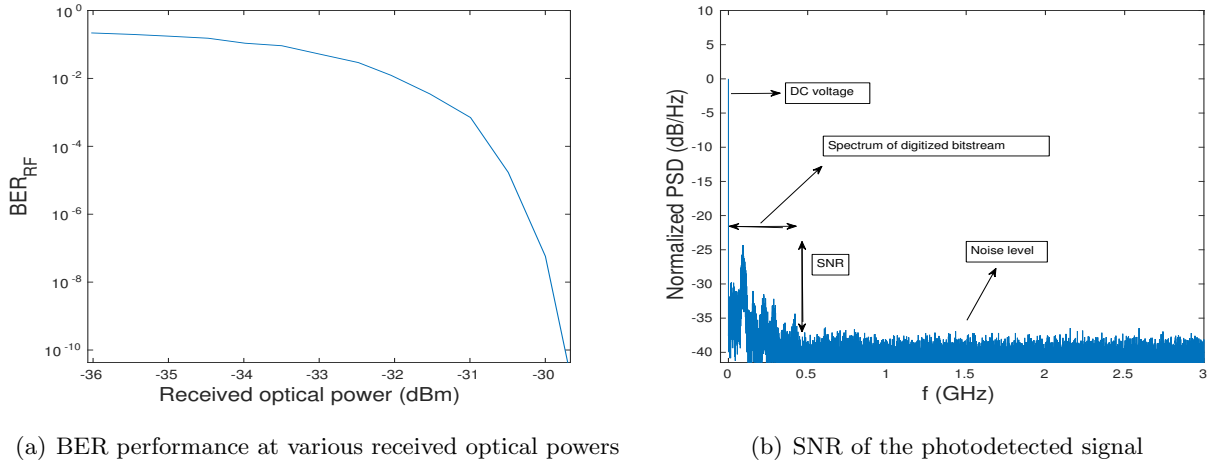 10^0
10^-2
10^-4
10^-6
10^-8
10^-10
BER_RF
-36 -35 -34 -33 -32 -31 -30
Received optical power (dBm)
(a) BER performance at various received optical powers
10
5
0
-5
-10
-15
-20
-25
-30
-35
-40
Normalized PSD (dB/Hz)
DC voltage
Spectrum of digitized bitstream
SNR
Noise level
0 0.5 1 1.5 2 2.5 3
f (GHz)
(b) SNR of the photodetected signal